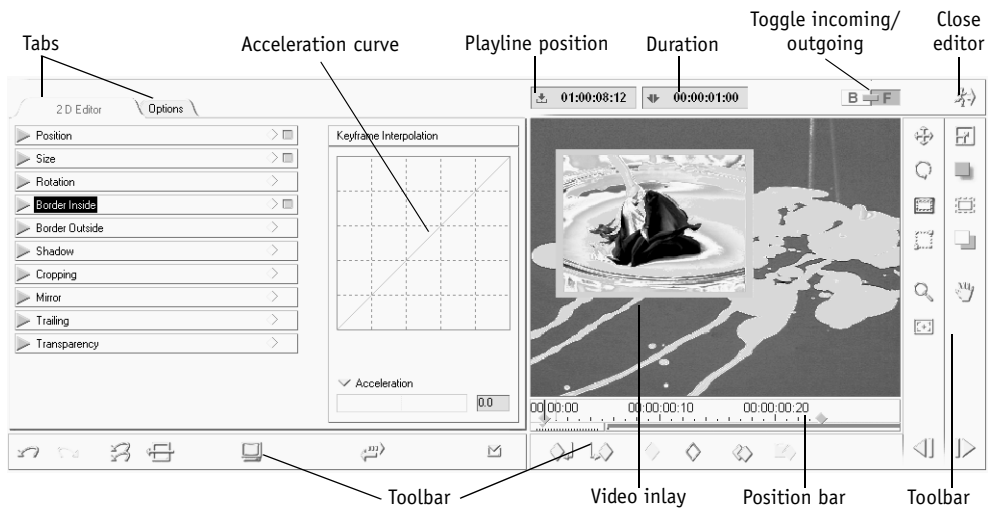 Toggle incoming/
outgoing
Close
editor
Tabs
Acceleration curve
Playline position
Duration
01:00:08:12
00:00:01:00
B F
2D Editor
Options
Position
Size
Rotation
Border Inside
Border Outside
Shadow
Cropping
Mirror
Trailing
Transparency
Keyframe Interpolation
Acceleration
0.0
00:00:00
00:00:00:10
00:00:00:20
Toolbar
Video inlay
Position bar
Toolbar